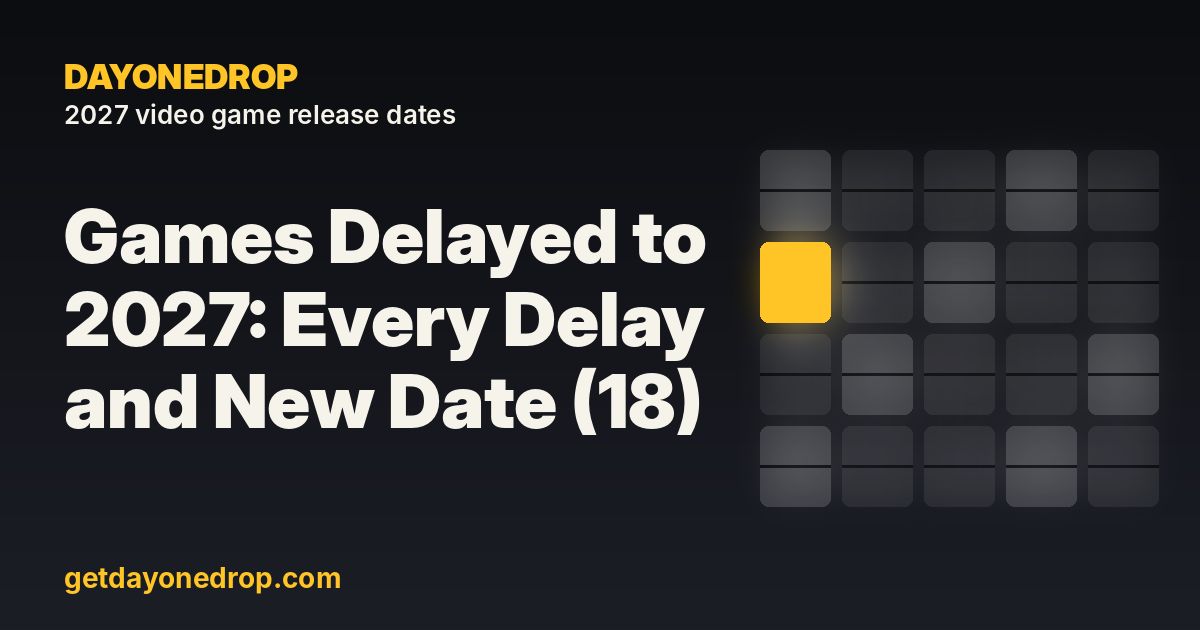 DAYONEDROP
2027 video game release dates
Games Delayed to
2027: Every Delay
and New Date (18)
getdayonedrop.com